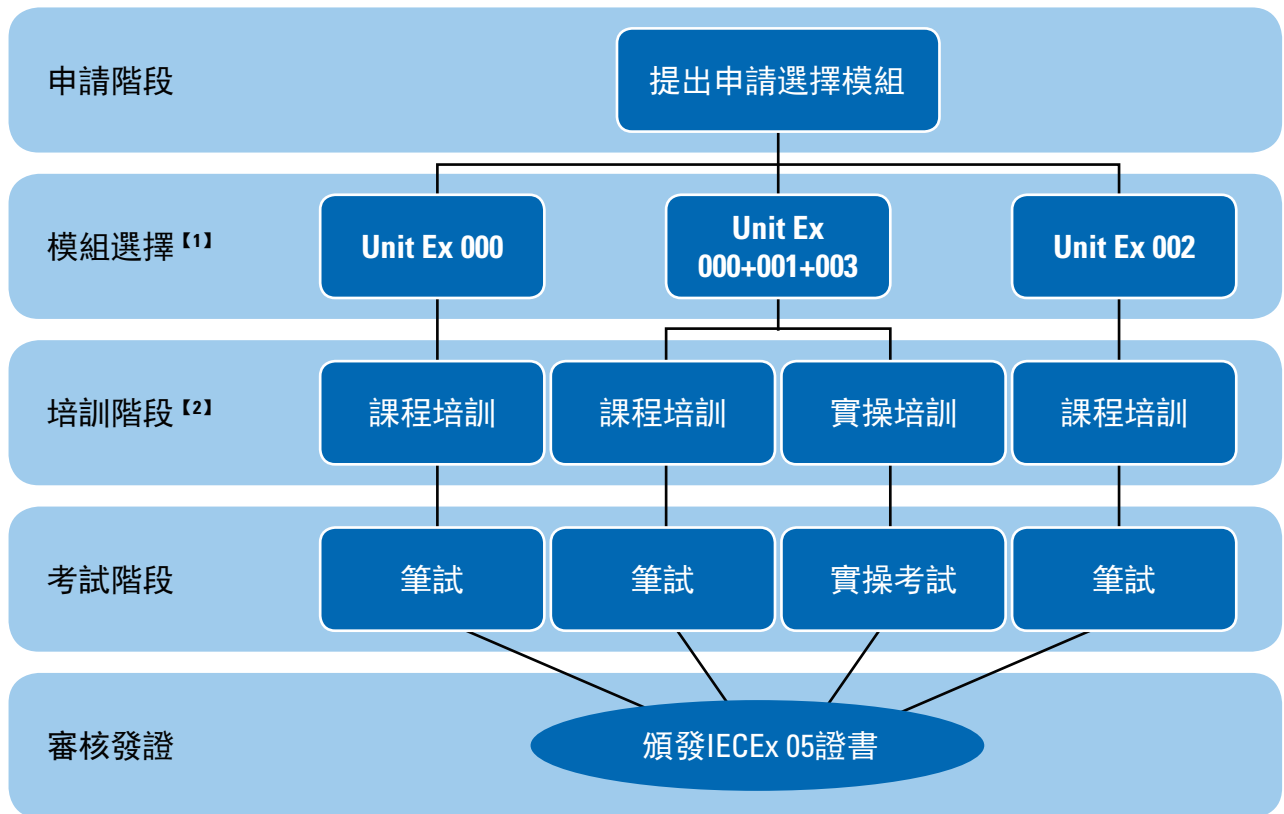 申請階段
提出申請選擇模組
模組選擇【1】
Unit Ex 000
Unit Ex
000+001+003
Unit Ex 002
培訓階段【2】
課程培訓
課程培訓
實操培訓
課程培訓
考試階段
筆試
筆試
實操考試
筆試
審核發證
頒發IECEx 05證書